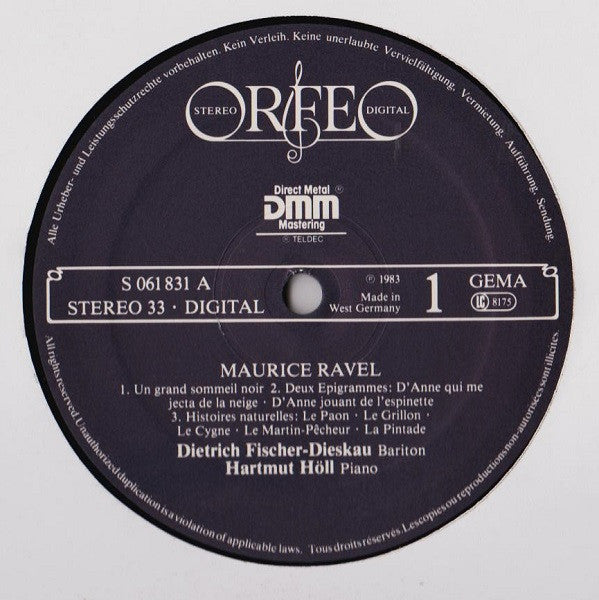 Alle Urheber- und Leistungsschutzrechte vorbehalten. Kein Verleih. Keine unerlaubte Vervielfältigung, Vermietung, Aufführung, Sendung.
ORFEO
STEREO DIGITAL
Direct Metal ®
DMM
Mastering
® TELDEC
S 061 831 A
STEREO 33 · DIGITAL
℗ 1983
Made in
West Germany
1
GEMA
LC 8175
MAURICE RAVEL
1. Un grand sommeil noir 2. Deux Epigrammes: D'Anne qui me
jecta de la neige · D'Anne jouant de l'espinette
3. Histoires naturelles: Le Paon · Le Grillon ·
Le Cygne · Le Martin-Pêcheur · La Pintade
Dietrich Fischer-Dieskau Bariton
Hartmut Höll Piano
All rights reserved. Unauthorized duplication is a violation of applicable laws. Tous droits réservés. Les copies ou reproductions non-autorisées sont illicites.